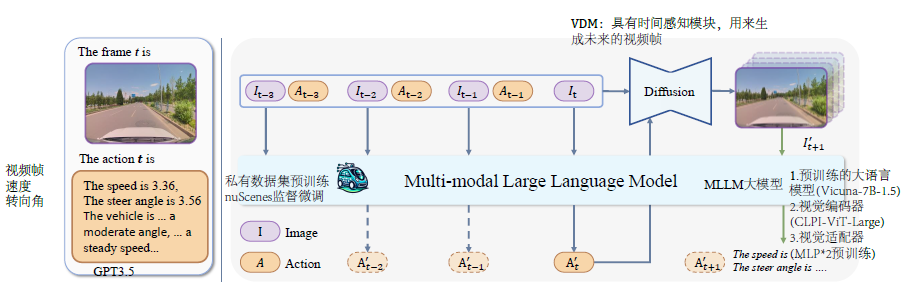 视频帧
速度
转向角
The frame t is
The action t is
The speed is 3.36,
The steer angle is 3.56
The vehicle is ... a
moderate angle, ... a
steady speed...
GPT3.5
VDM：具有时间感知模块，用来生
成未来的视频帧
I_{t-3} A_{t-3} I_{t-2} A_{t-2} I_{t-1} A_{t-1} I_t
Diffusion
I'_{t+1}
私有数据集预训练
nuScenes监督微调
Multi-modal Large Language Model
MLLM大模型
1.预训练的大语言
模型(Vicuna-7B-1.5)
2.视觉编码器
(CLPI-ViT-Large)
3.视觉适配器
(MLP*2预训练)
I Image
A Action
A'_{t-2} A'_{t-1} A'_t A'_{t+1}
The speed is
The steer angle is ....